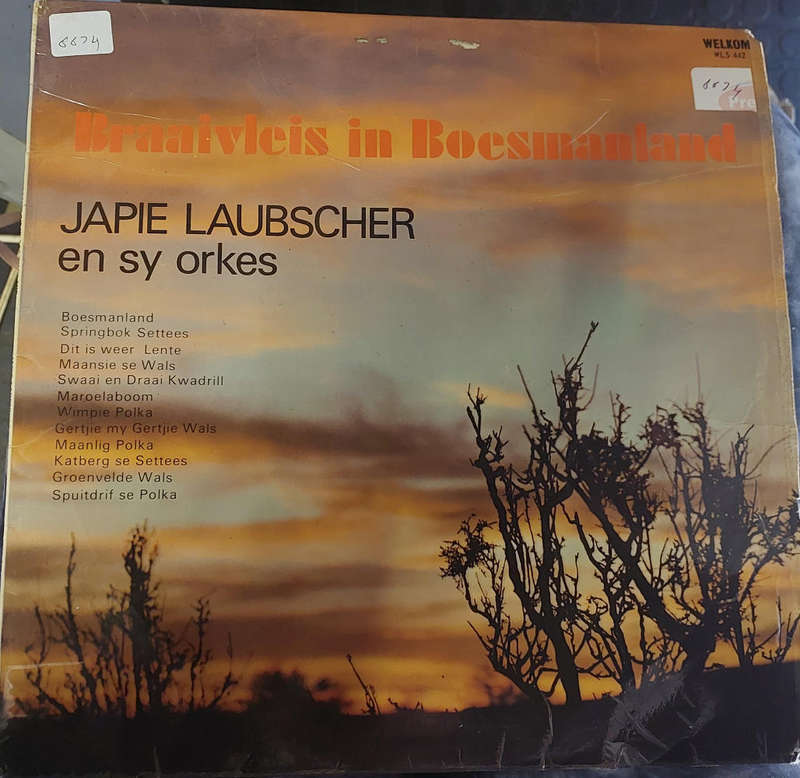 8874
WELKOM
WLS 442
Pre
Braaivleis in Boesmanland
JAPIE LAUBSCHER
en sy orkes
Boesmanland
Springbok Settees
Dit is weer Lente
Maansie se Wals
Swaai en Draai Kwadrill
Maroelaboom
Wimpie Polka
Gertjie my Gertjie Wals
Maanlig Polka
Katberg se Settees
Groenvelde Wals
Spuitdrif se Polka